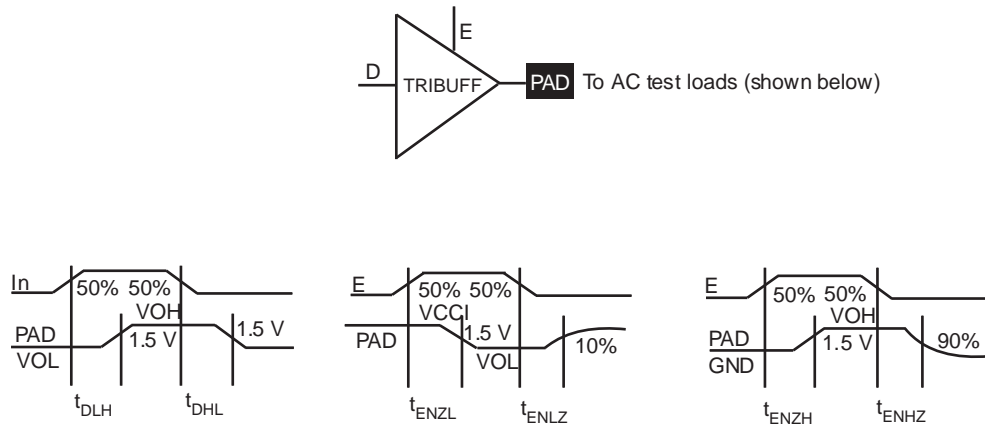 E
D
TRIBUFF
PAD
To AC test loads (shown below)
In
50% 50%
VOH
PAD
VOL
1.5 V
1.5 V
tDLH
tDHL
E
50% 50%
VCCI
PAD
1.5 V
VOL
10%
tENZL
tENLZ
E
50% 50%
VOH
PAD
GND
1.5 V
90%
tENZH
tENHZ